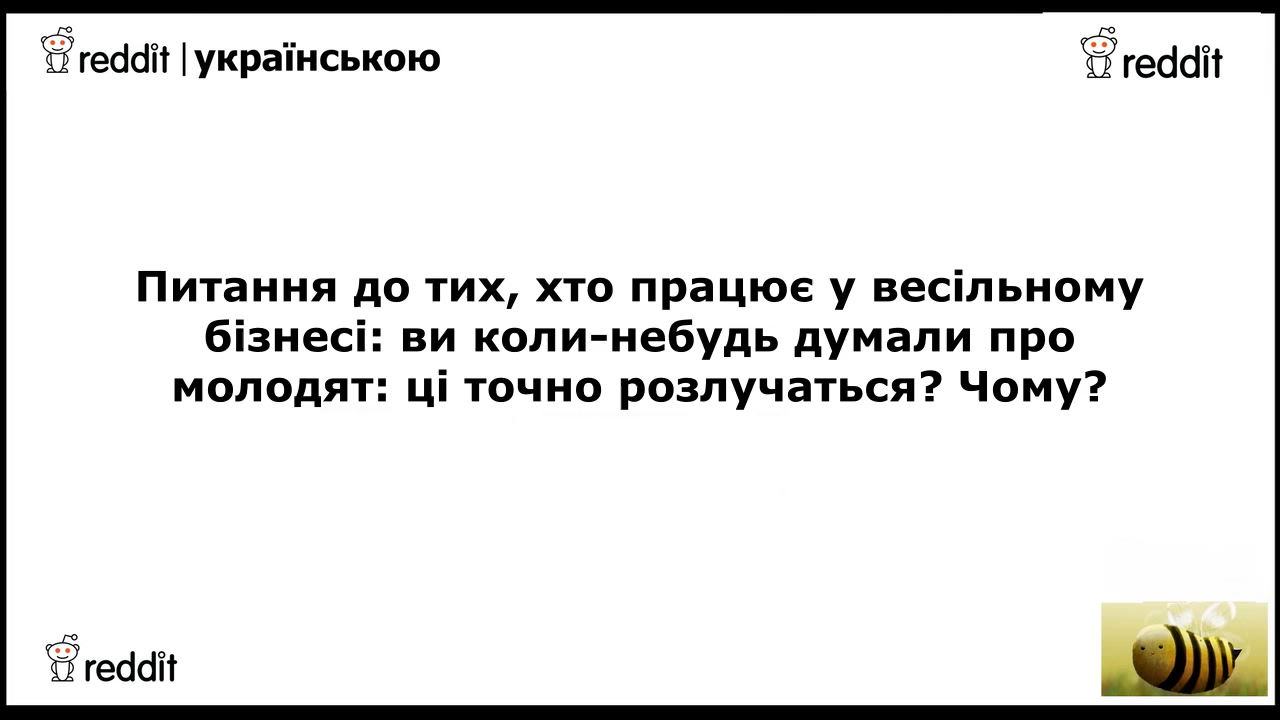 reddit | українською
reddit
Питання до тих, хто працює у весільному
бізнесі: ви коли-небудь думали про
молодят: ці точно розлучаться? Чому?
reddit